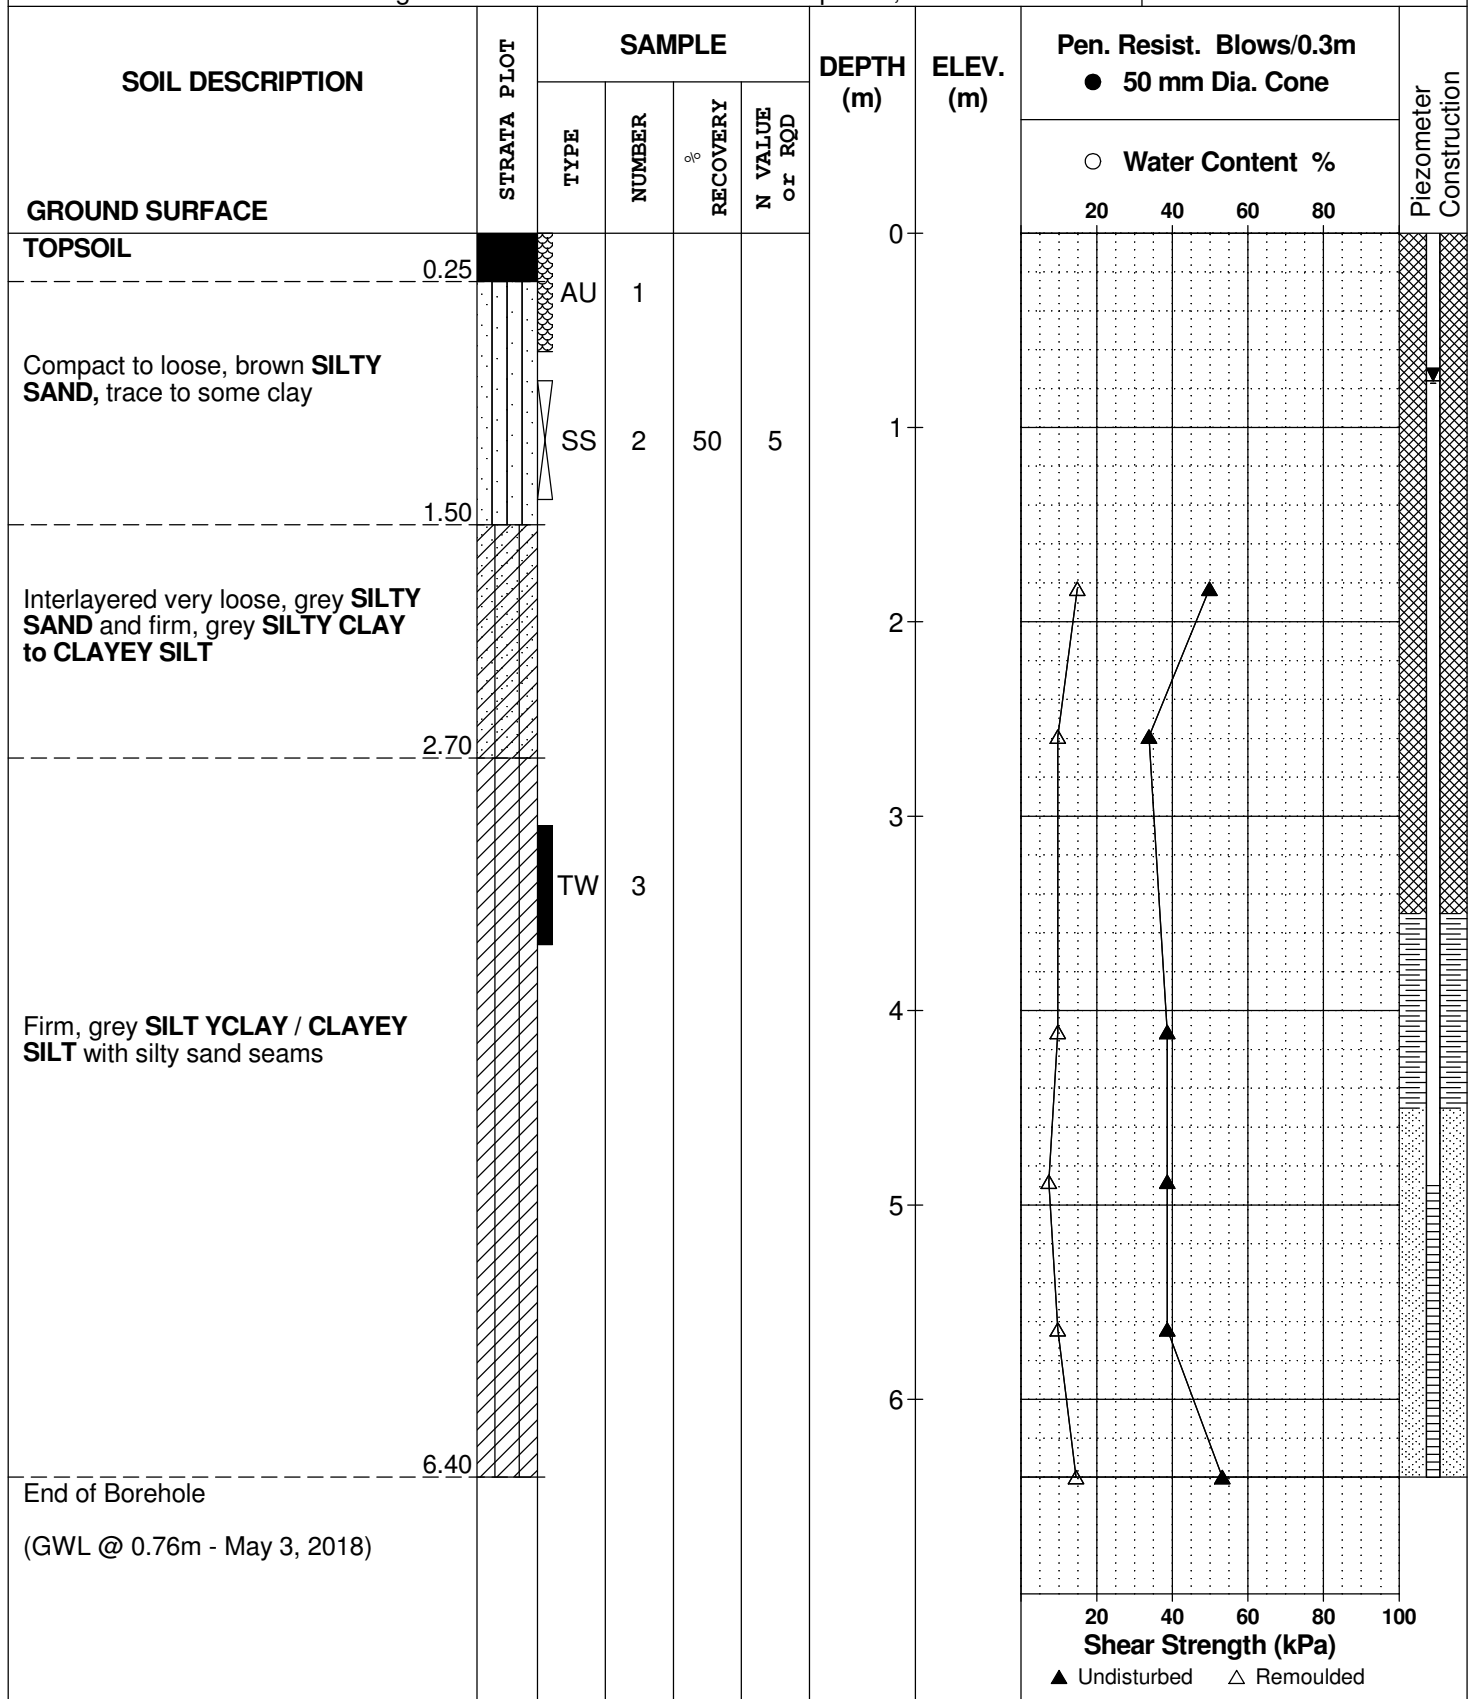 SOIL DESCRIPTION
GROUND SURFACE
STRATA PLOT
SAMPLE
TYPE
NUMBER
%
RECOVERY
N VALUE
or RQD
DEPTH
(m)
ELEV.
(m)
Pen. Resist. Blows/0.3m
● 50 mm Dia. Cone
○ Water Content %
20 40 60 80
Piezometer
Construction
TOPSOIL
0.25
AU 1
Compact to loose, brown SILTY
SAND, trace to some clay
SS 2 50 5
1.50
Interlayered very loose, grey SILTY
SAND and firm, grey SILTY CLAY
to CLAYEY SILT
2.70
TW 3
Firm, grey SILT YCLAY / CLAYEY
SILT with silty sand seams
6.40
End of Borehole
(GWL @ 0.76m - May 3, 2018)
0
1
2
3
4
5
6
20 40 60 80 100
Shear Strength (kPa)
▲ Undisturbed △ Remoulded